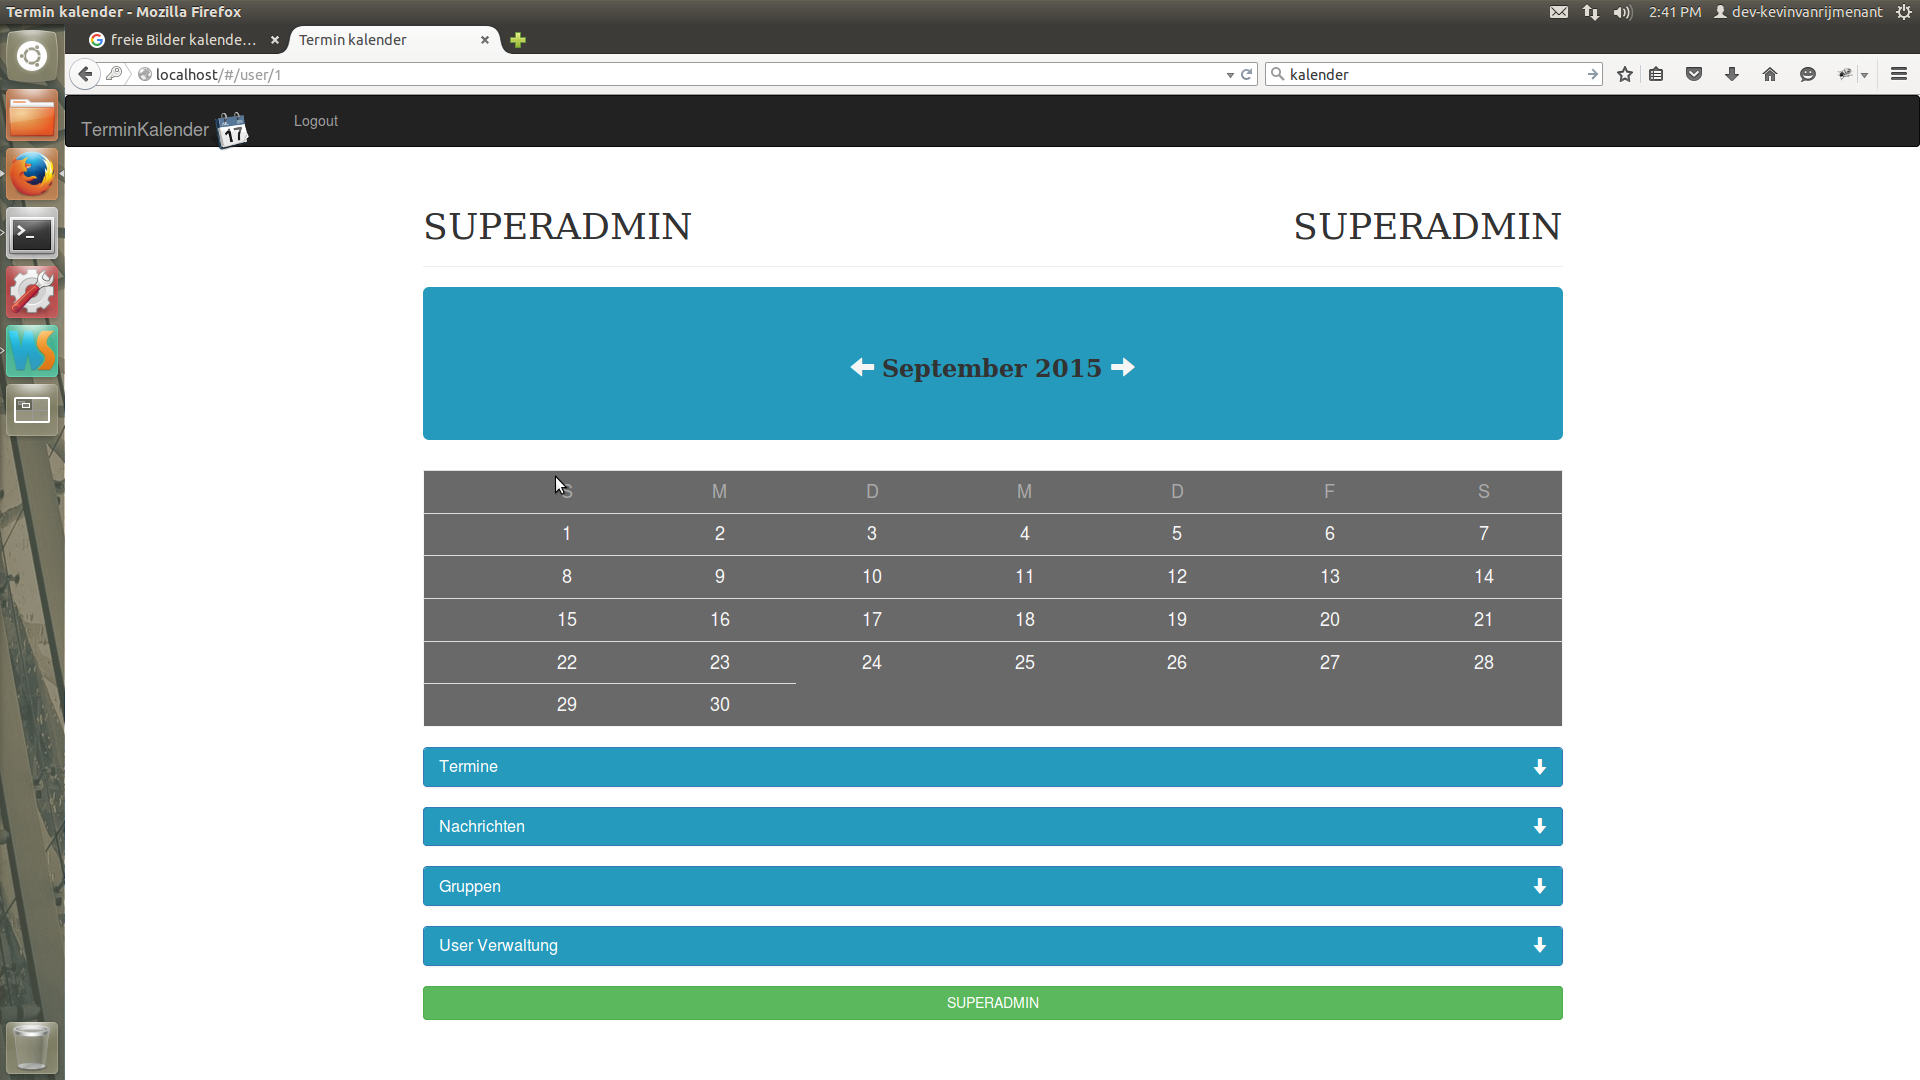 Termin kalender - Mozilla Firefox
2:41 PM dev-kevinvanrijmenant
freie Bilder kalende...
Termin kalender
localhost/#/user/1
kalender
TerminKalender 17 Logout
SUPERADMIN SUPERADMIN
September 2015
S M D M D F S
1 2 3 4 5 6 7
8 9 10 11 12 13 14
15 16 17 18 19 20 21
22 23 24 25 26 27 28
29 30
Termine
Nachrichten
Gruppen
User Verwaltung
SUPERADMIN